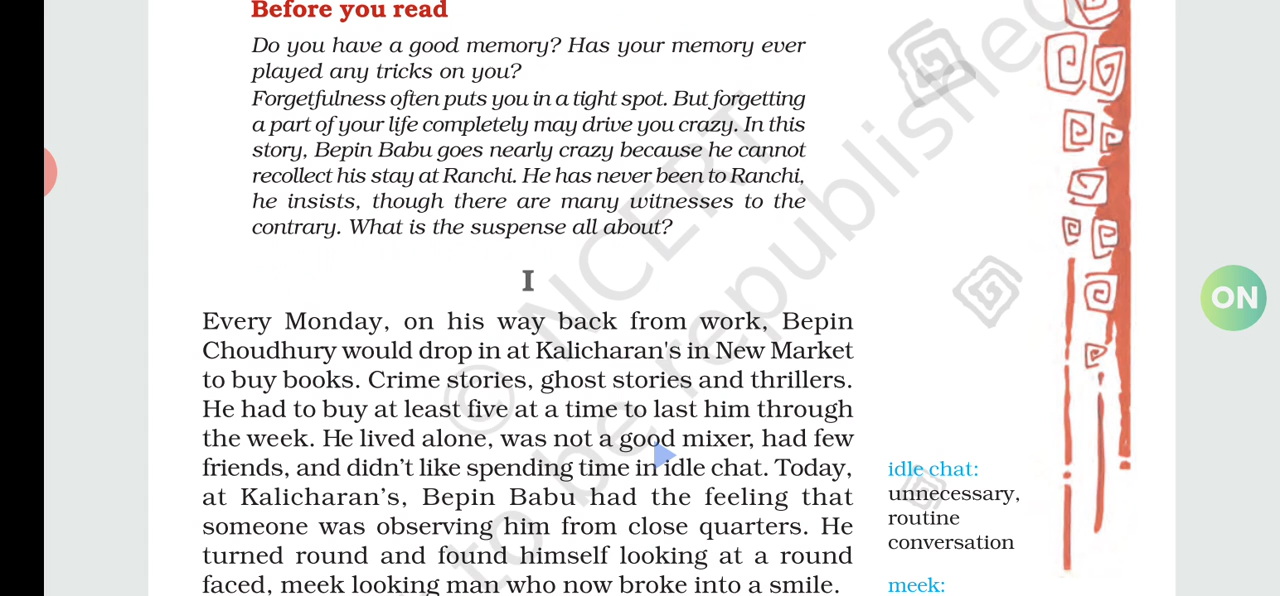 Before you read
Do you have a good memory? Has your memory ever
played any tricks on you?
Forgetfulness often puts you in a tight spot. But forgetting
a part of your life completely may drive you crazy. In this
story, Bepin Babu goes nearly crazy because he cannot
recollect his stay at Ranchi. He has never been to Ranchi,
he insists, though there are many witnesses to the
contrary. What is the suspense all about?
I
Every Monday, on his way back from work, Bepin
Choudhury would drop in at Kalicharan's in New Market
to buy books. Crime stories, ghost stories and thrillers.
He had to buy at least five at a time to last him through
the week. He lived alone, was not a good mixer, had few
friends, and didn’t like spending time in idle chat. Today,
at Kalicharan’s, Bepin Babu had the feeling that
someone was observing him from close quarters. He
turned round and found himself looking at a round
faced, meek looking man who now broke into a smile.
idle chat:
unnecessary,
routine
conversation
meek:
ON
© NCERT
to be republished